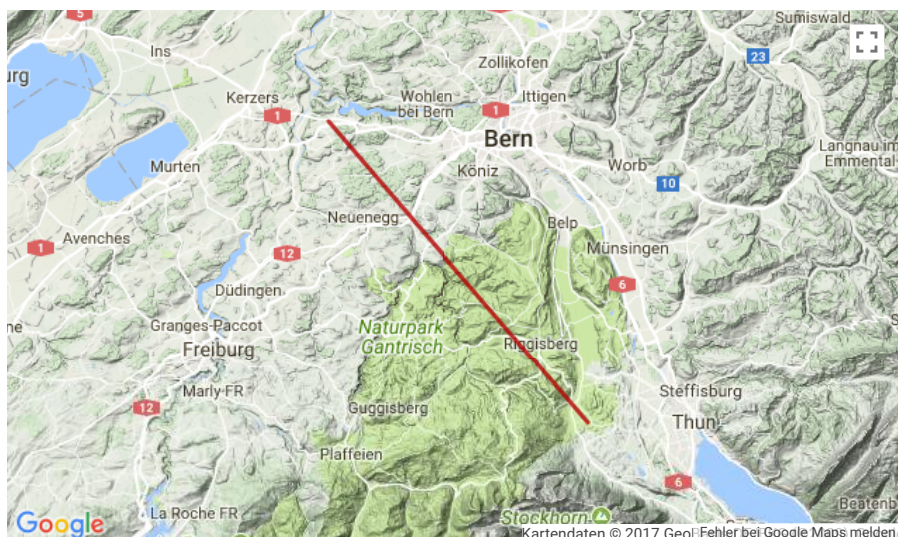 Sumiswald
5
Ins
Zollikofen
23
urg
Kerzers
Wohlen
bei Bern
Ittigen
1
1
Bern
Langnau im
Emmental
Murten
Köniz
Worb
10
Neuenegg
Belp
Avenches
1
12
Münsingen
6
Düdingen
Granges-Paccot
Naturpark
Gantrisch
Riggisberg
Freiburg
Marly FR
Steffisburg
12
Guggisberg
Thun
Plaffeien
6
La Roche FR
Stockhorn
Beatenb
Google
Kartendaten © 2017 Geo
Fehler bei Google Maps melden